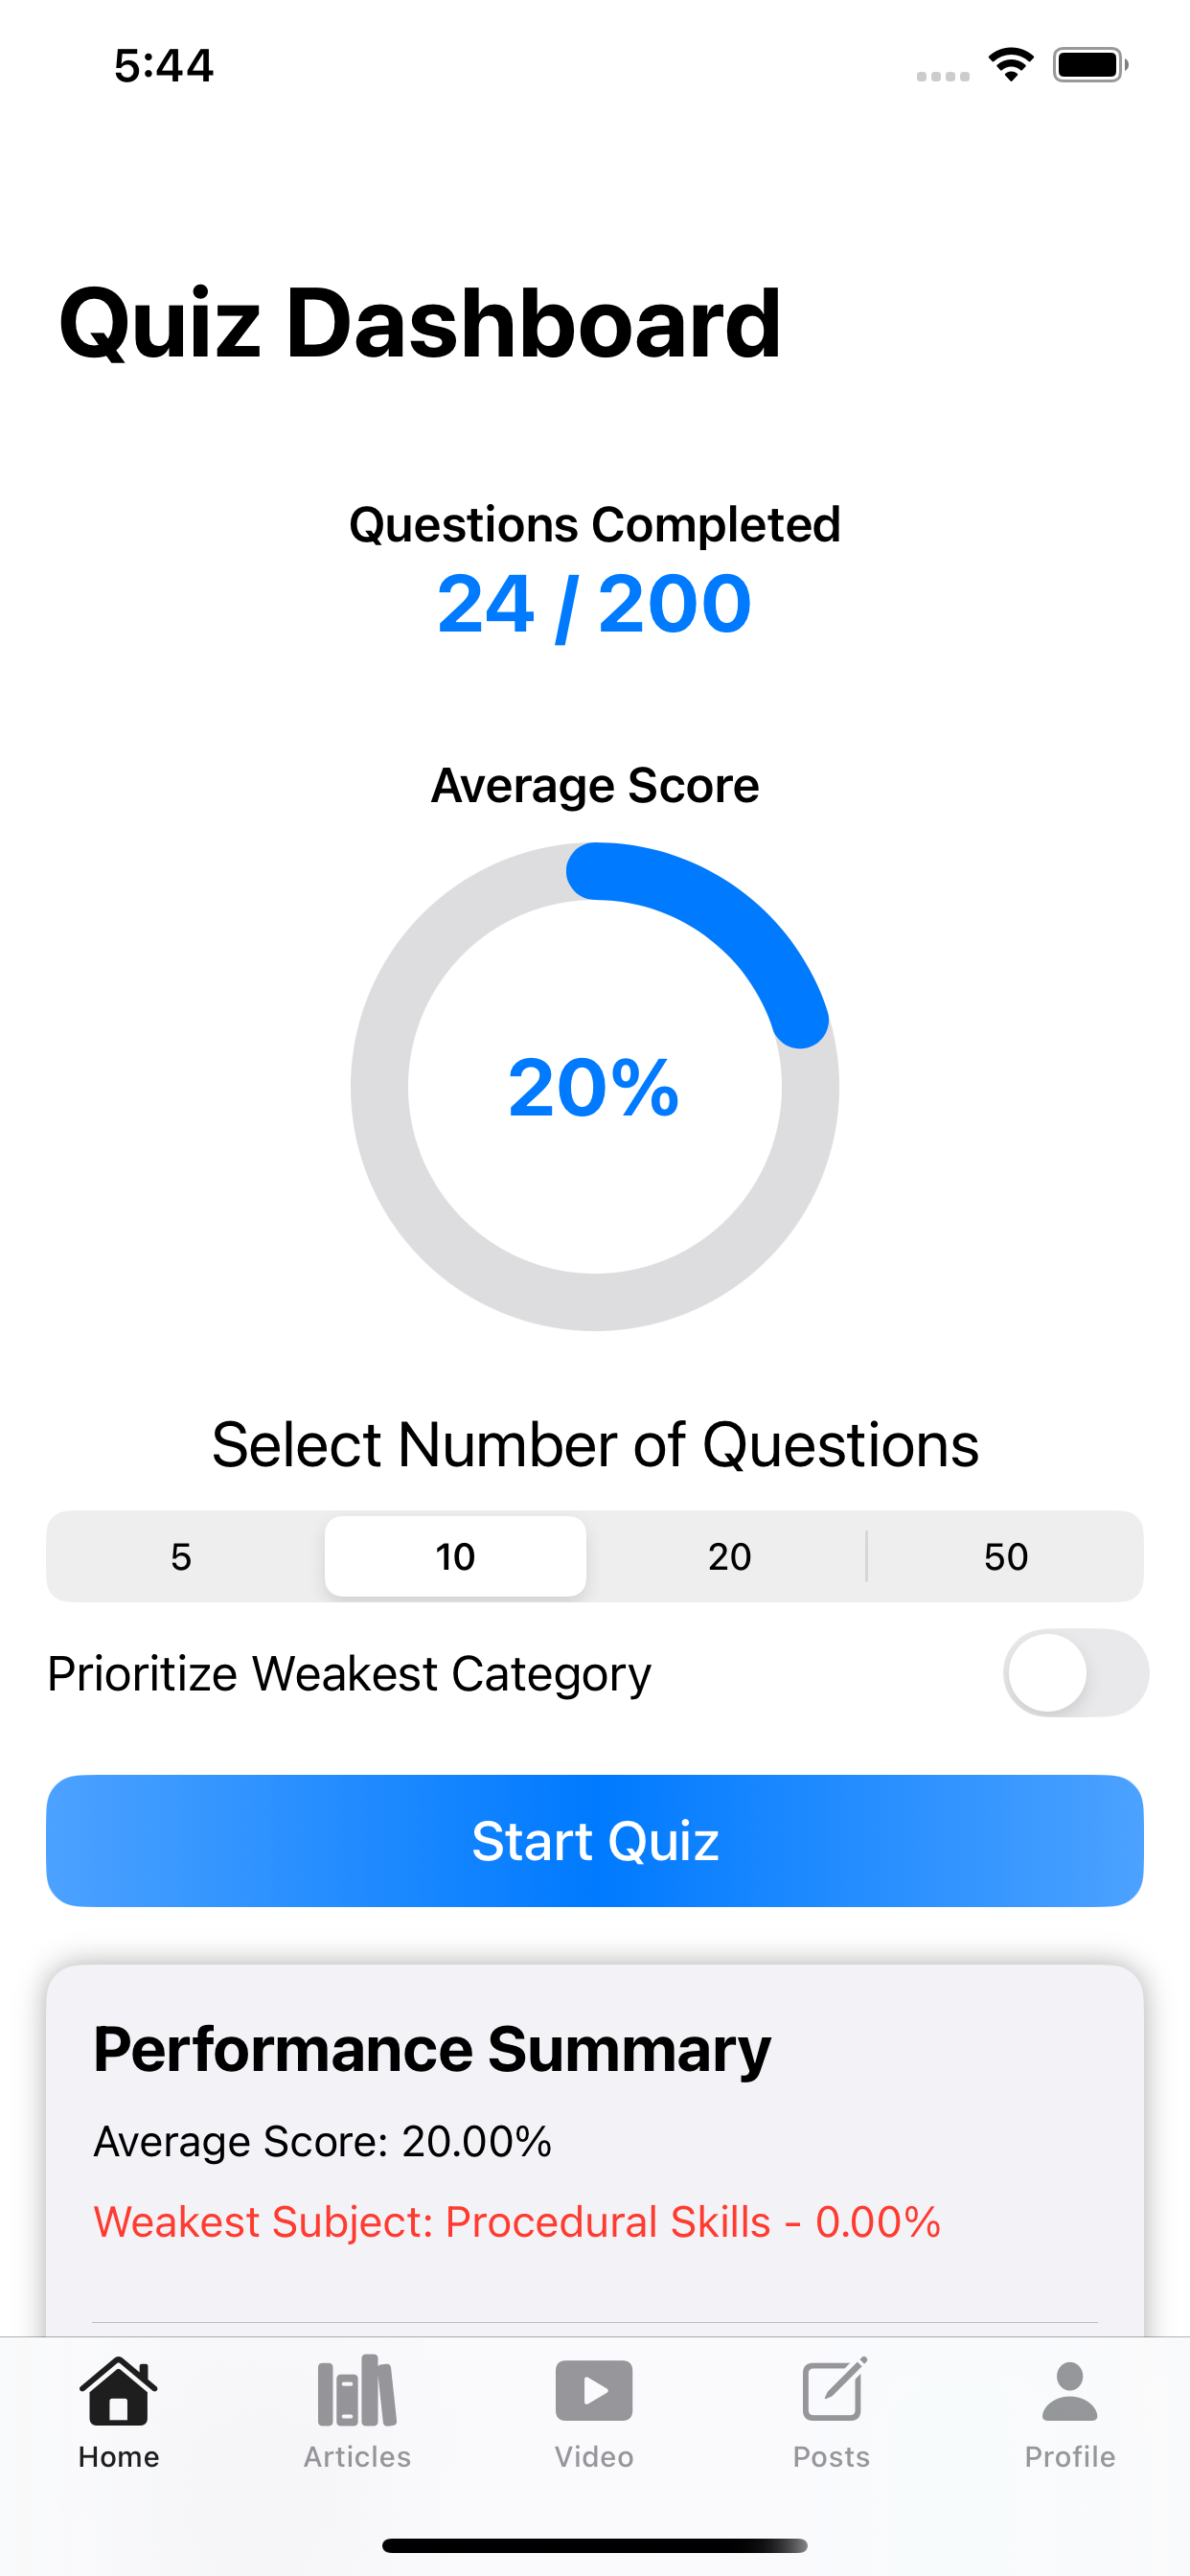 5:44
Quiz Dashboard
Questions Completed
24 / 200
Average Score
20%
Select Number of Questions
5 10 20 50
Prioritize Weakest Category
Start Quiz
Performance Summary
Average Score: 20.00%
Weakest Subject: Procedural Skills - 0.00%
Home Articles Video Posts Profile